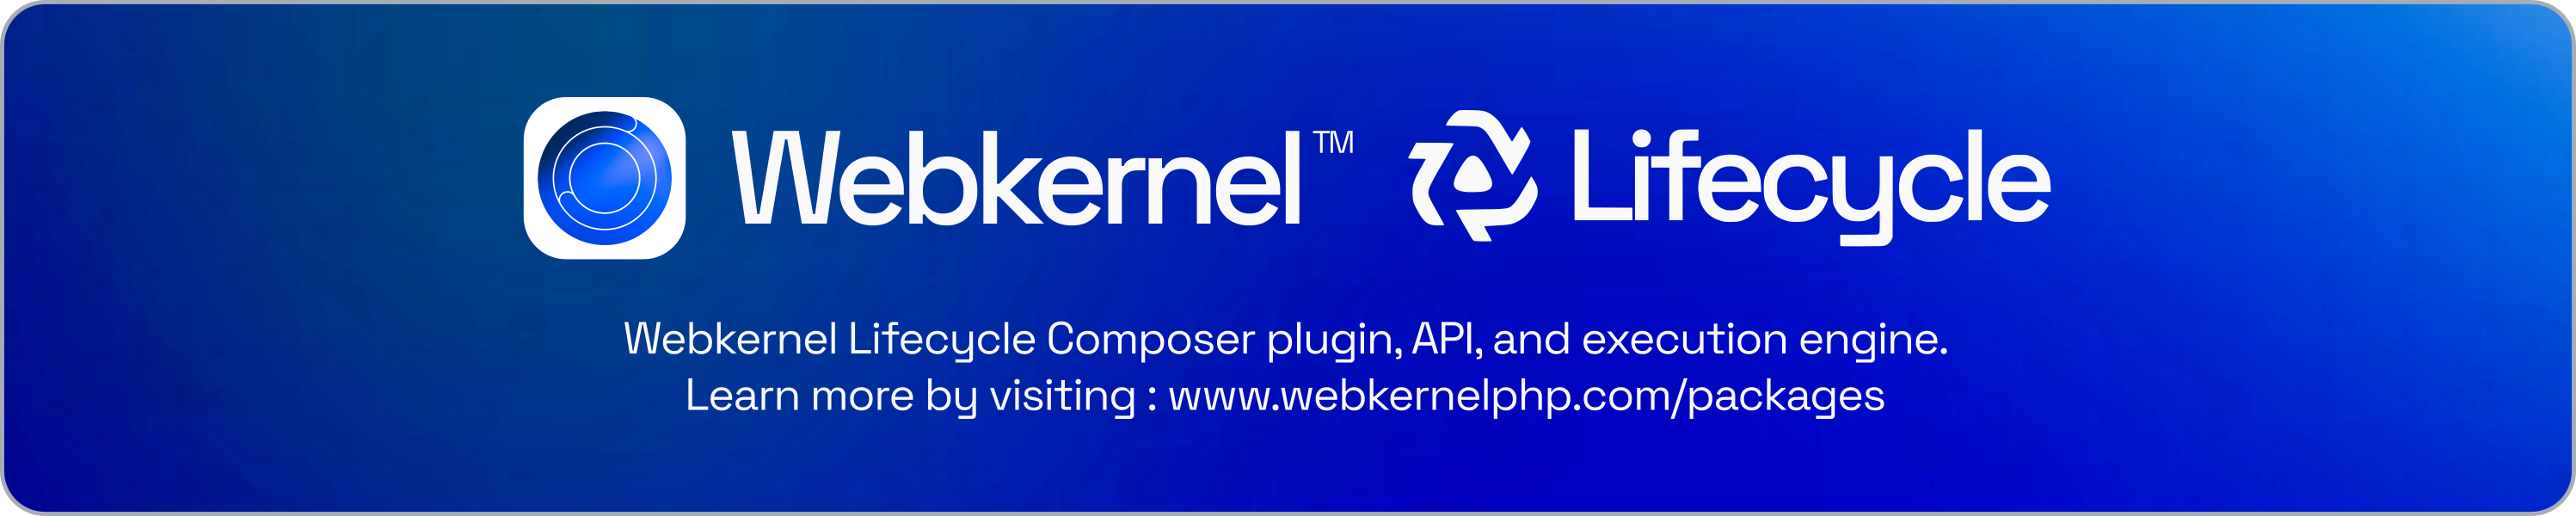 Webkernel™ Lifecycle
Webkernel Lifecycle Composer plugin, API, and execution engine.
Learn more by visiting : www.webkernelphp.com/packages